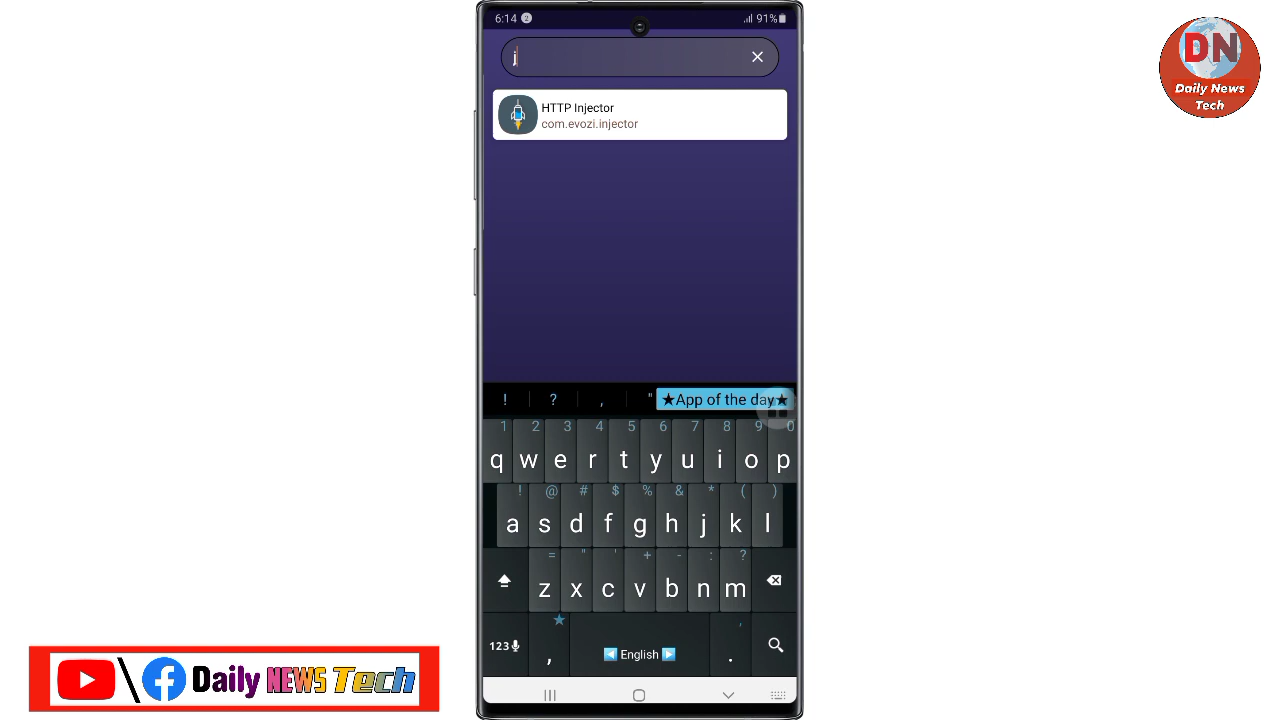 6:14 2 91%
j
HTTP Injector
com.evozi.injector
! ? , " ★App of the day★
1 2 3 4 5 6 7 8 9 0
q w e r t y u i o p
! @ # $ % & * ( )
a s d f g h j k l
= " ' + - : ?
z x c v b n m
123 , English . ,
DN
Daily News
Tech
Daily NEWS Tech